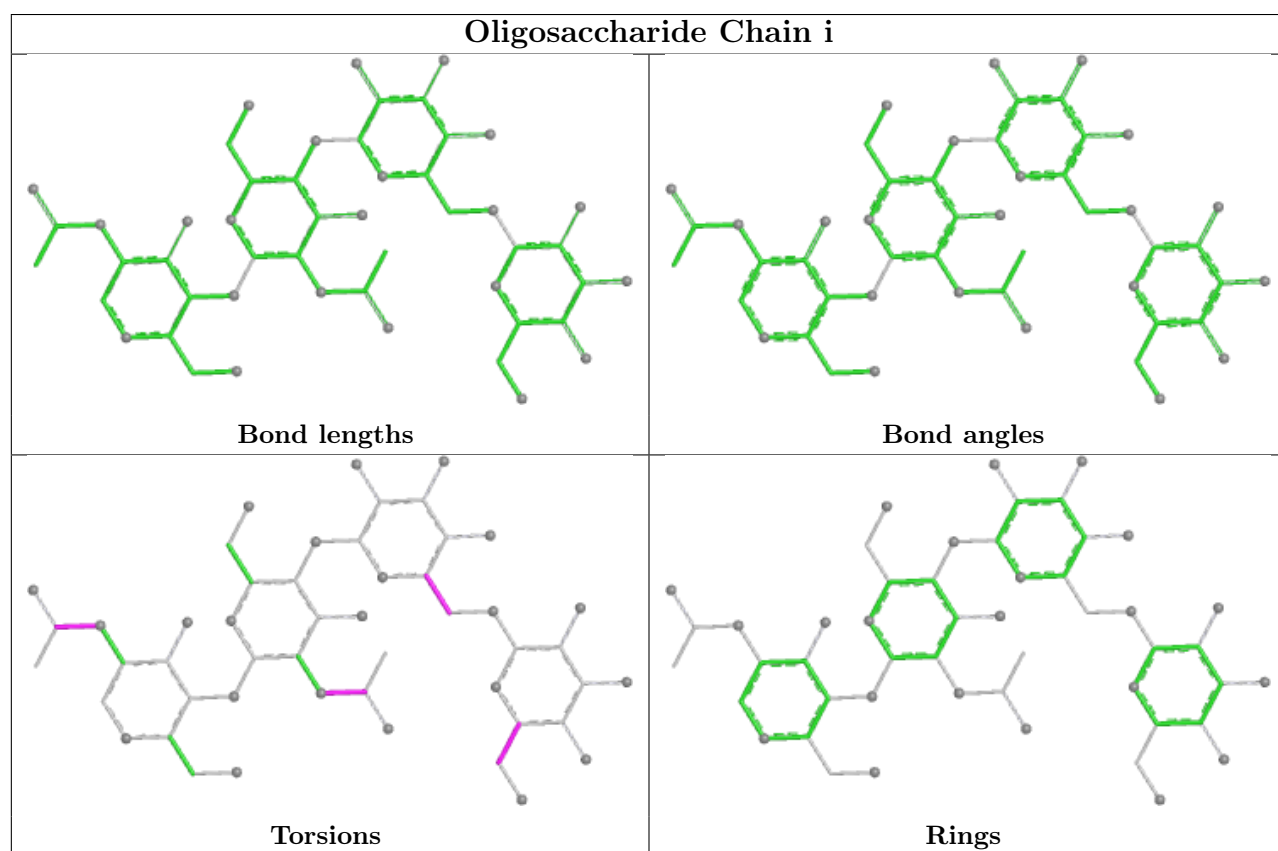 Oligosaccharide Chain i
Bond lengths
Bond angles
Torsions
Rings